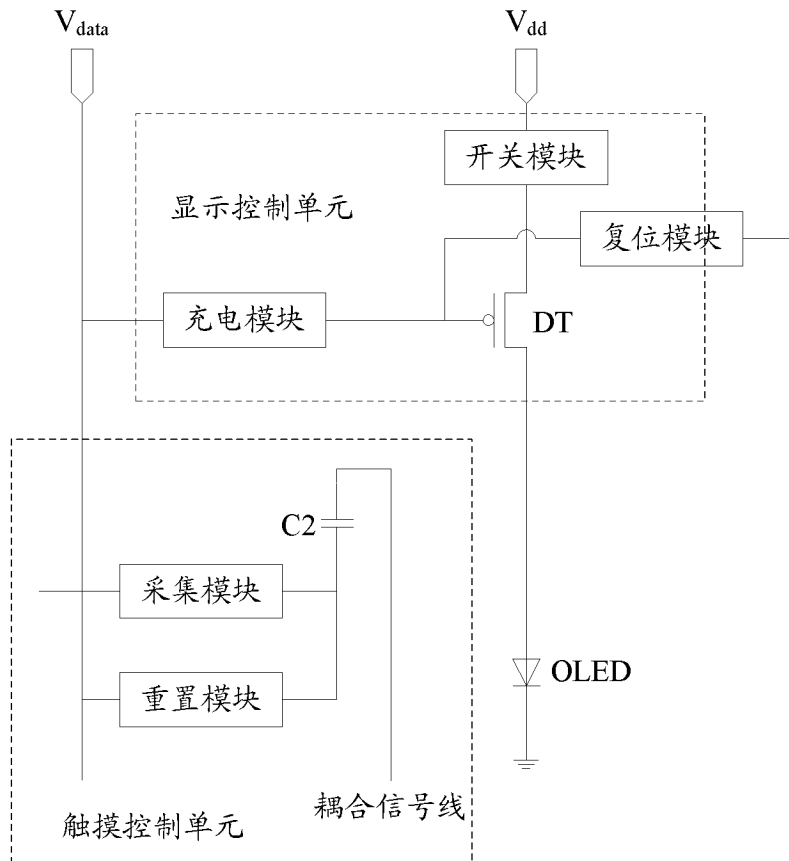 Vdata
Vdd
开关模块
显示控制单元
复位模块
充电模块
DT
C2
采集模块
OLED
重置模块
耦合信号线
触摸控制单元